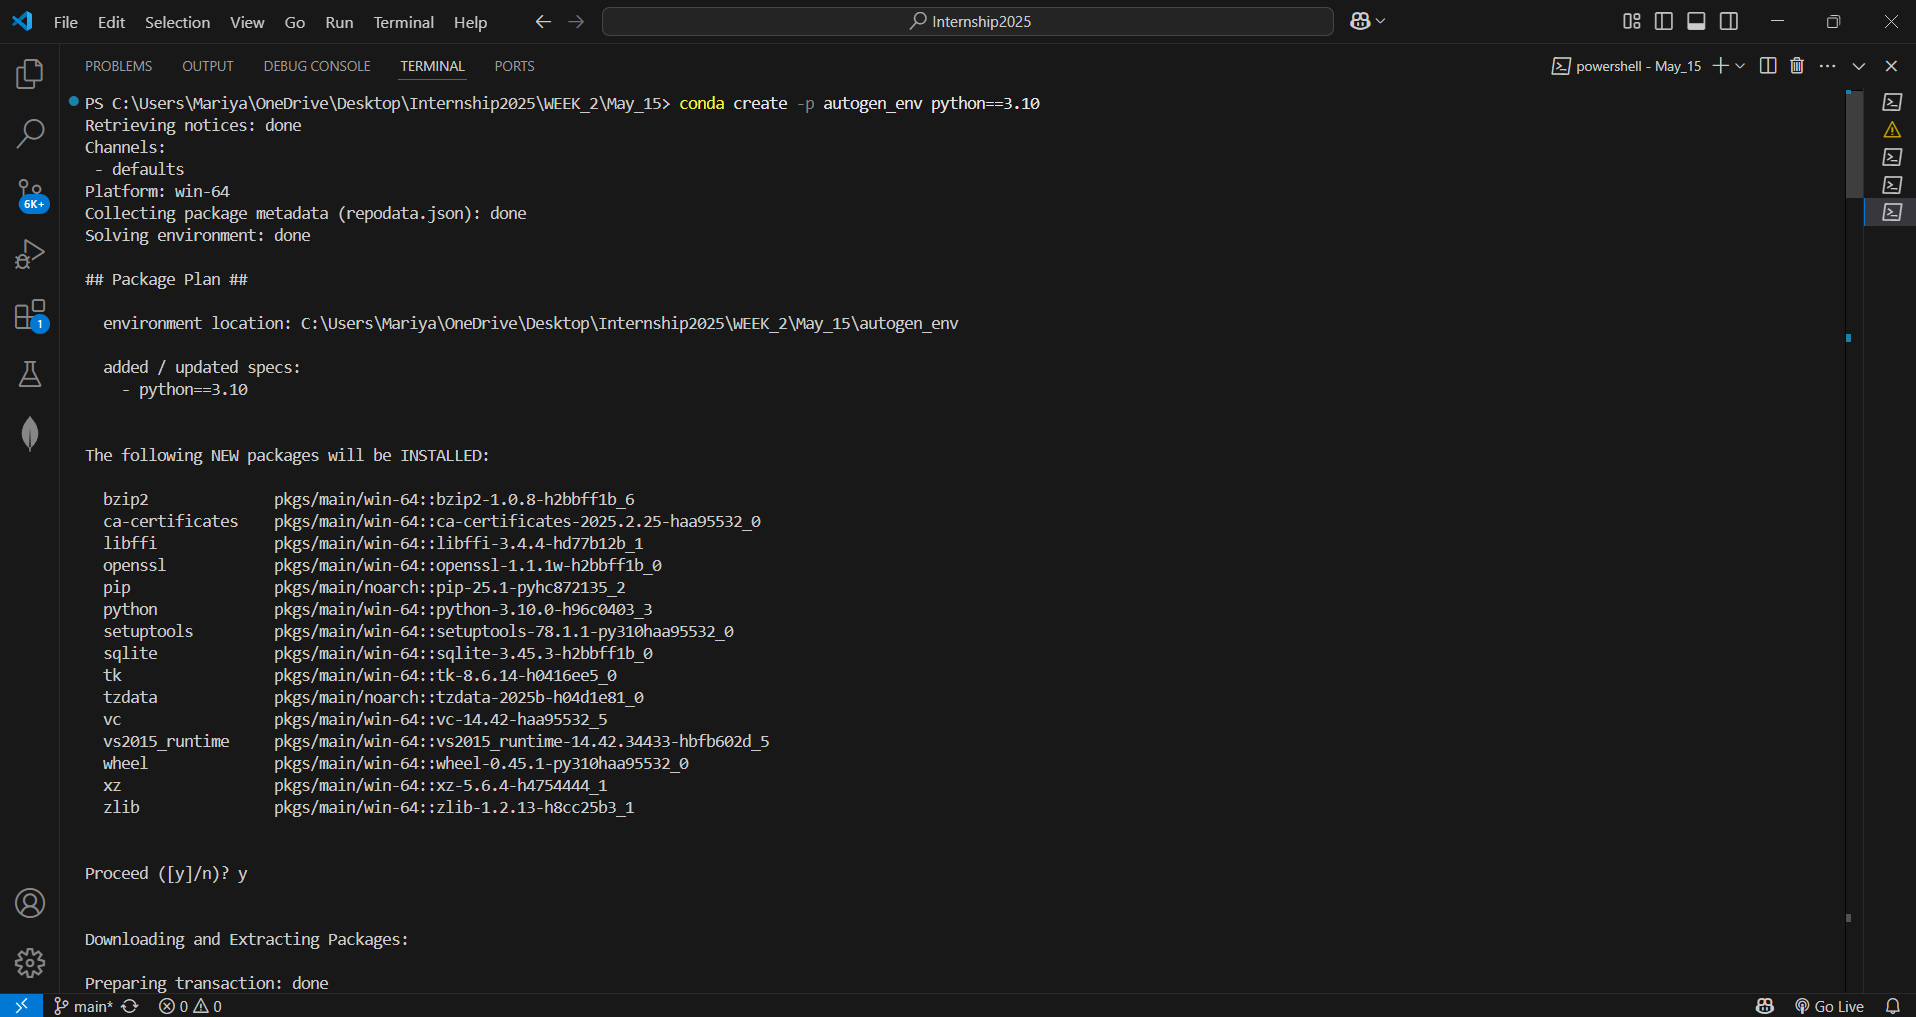 File Edit Selection View Go Run Terminal Help
Internship2025
PROBLEMS OUTPUT DEBUG CONSOLE TERMINAL PORTS
powershell - May_15
PS C:\Users\Mariya\OneDrive\Desktop\Internship2025\WEEK_2\May_15> conda create -p autogen_env python==3.10
Retrieving notices: done
Channels:
- defaults
Platform: win-64
Collecting package metadata (repodata.json): done
Solving environment: done
## Package Plan ##
environment location: C:\Users\Mariya\OneDrive\Desktop\Internship2025\WEEK_2\May_15\autogen_env
added / updated specs:
- python==3.10
The following NEW packages will be INSTALLED:
bzip2 pkgs/main/win-64::bzip2-1.0.8-h2bbff1b_6
ca-certificates pkgs/main/win-64::ca-certificates-2025.2.25-haa95532_0
libffi pkgs/main/win-64::libffi-3.4.4-hd77b12b_1
openssl pkgs/main/win-64::openssl-1.1.1w-h2bbff1b_0
pip pkgs/main/noarch::pip-25.1-pyhc872135_2
python pkgs/main/win-64::python-3.10.0-h96c0403_3
setuptools pkgs/main/win-64::setuptools-78.1.1-py310haa95532_0
sqlite pkgs/main/win-64::sqlite-3.45.3-h2bbff1b_0
tk pkgs/main/win-64::tk-8.6.14-h0416ee5_0
tzdata pkgs/main/noarch::tzdata-2025b-h04d1e81_0
vc pkgs/main/win-64::vc-14.42-haa95532_5
vs2015_runtime pkgs/main/win-64::vs2015_runtime-14.42.34433-hbfb602d_5
wheel pkgs/main/win-64::wheel-0.45.1-py310haa95532_0
xz pkgs/main/win-64::xz-5.6.4-h4754444_1
zlib pkgs/main/win-64::zlib-1.2.13-h8cc25b3_1
Proceed ([y]/n)? y
Downloading and Extracting Packages:
Preparing transaction: done
6K+
1
main* 0 0
Go Live